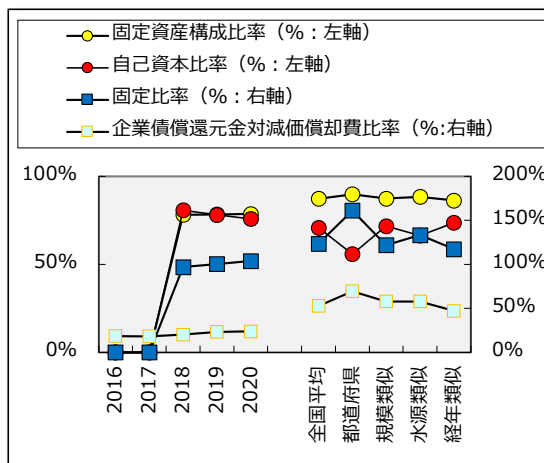 固定資産構成比率（%：左軸）
自己資本比率（%：左軸）
固定比率（%：右軸）
企業債償還元金対減価償却費比率（%:右軸）
100%
200%
150%
50%
100%
50%
0%
0%
2016
2017
2018
2019
2020
全国平均
都道府県
規模類似
水源類似
経年類似